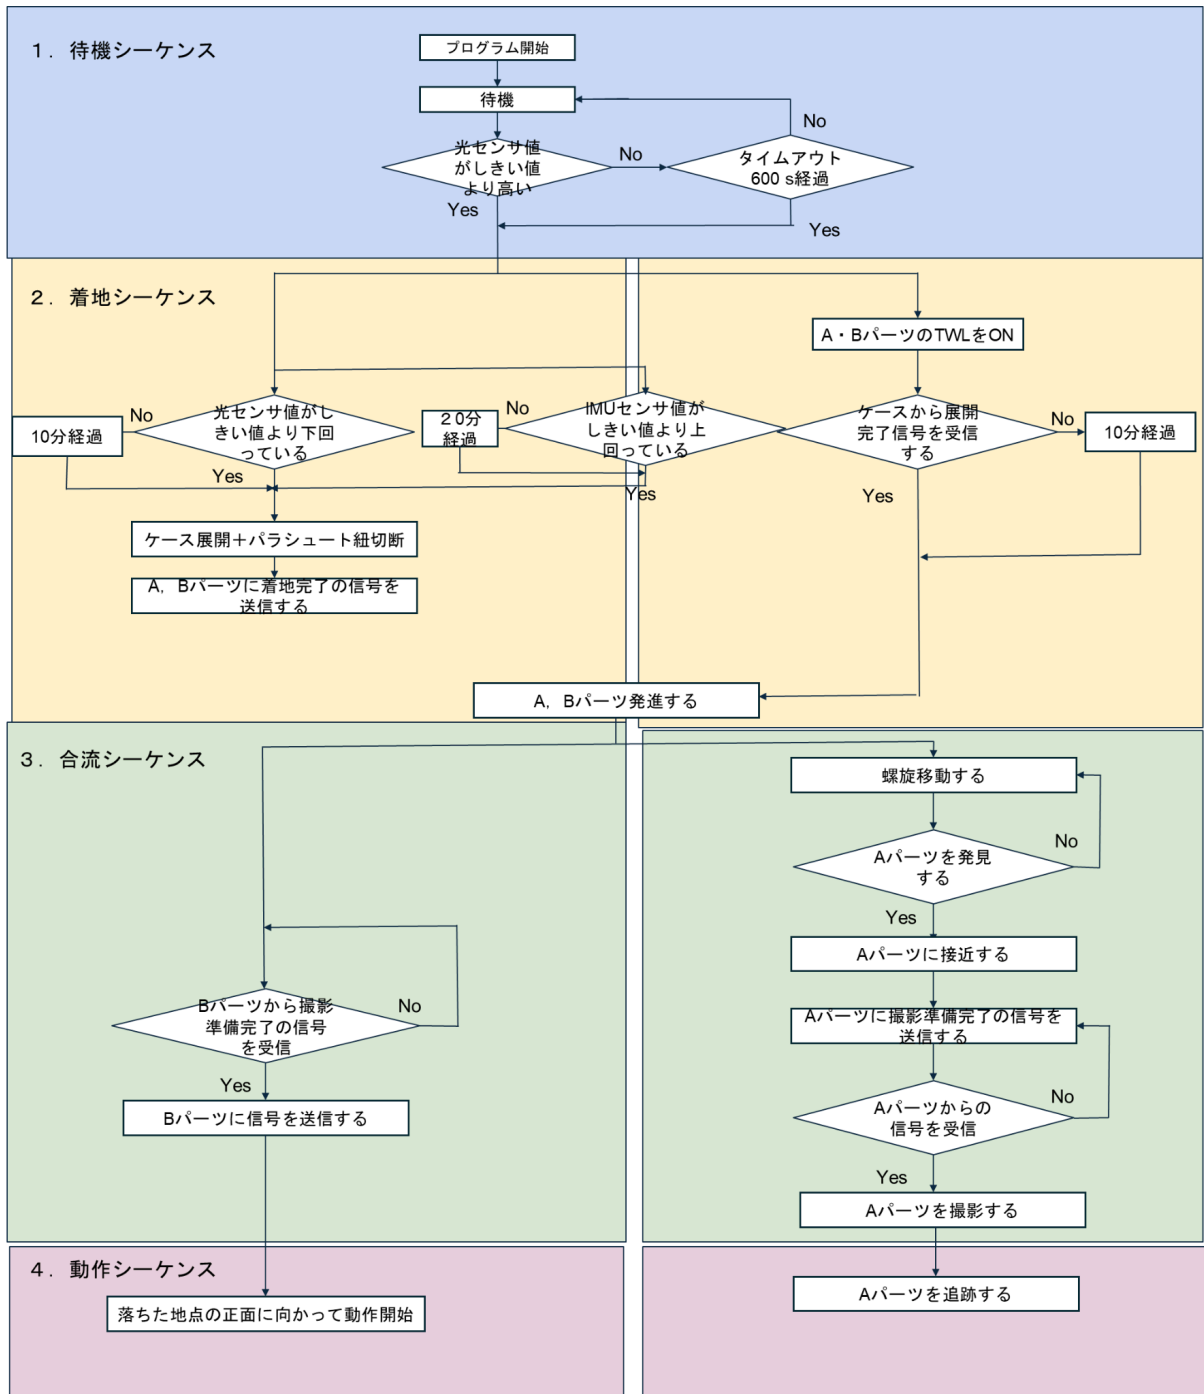 1．待機シーケンス
プログラム開始
待機
No
光センサ値
がしきい値
より高い
No
タイムアウト
600 s経過
Yes
Yes
2．着地シーケンス
A・BパーツのTWLをON
No
10分経過
光センサ値がし
きい値より下回
っている
２０分
経過
No
IMUセンサ値が
しきい値より上
回っている
ケースから展開
完了信号を受信
する
No
10分経過
Yes
Yes
Yes
ケース展開＋パラシュート紐切断
A，Bパーツに着地完了の信号を
送信する
A，Bパーツ発進する
3．合流シーケンス
螺旋移動する
Aパーツを発見
する
No
Yes
Aパーツに接近する
Bパーツから撮影
準備完了の信号
を受信
No
Yes
Bパーツに信号を送信する
Aパーツに撮影準備完了の信号を
送信する
Aパーツからの
信号を受信
No
Yes
Aパーツを撮影する
4．動作シーケンス
落ちた地点の正面に向かって動作開始
Aパーツを追跡する